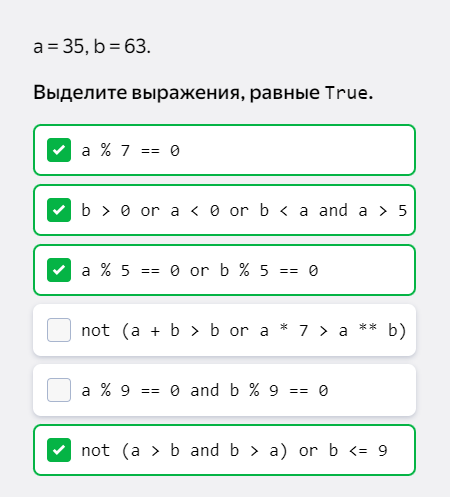 a = 35, b = 63.
Выделите выражения, равные True.
a % 7 == 0
b > 0 or a < 0 or b < a and a > 5
a % 5 == 0 or b % 5 == 0
not (a + b > b or a * 7 > a ** b)
a % 9 == 0 and b % 9 == 0
not (a > b and b > a) or b <= 9